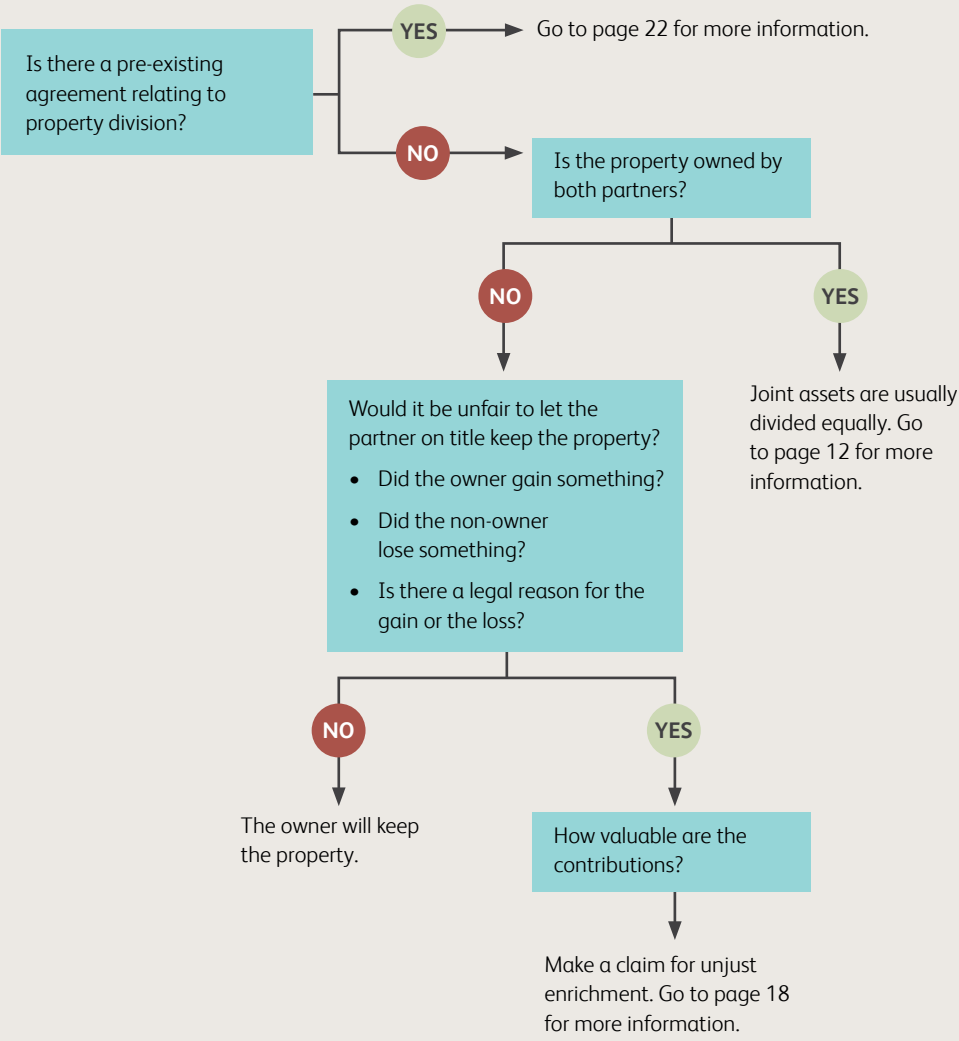 Is there a pre-existing
agreement relating to
property division?
YES
Go to page 22 for more information.
NO
Is the property owned by
both partners?
NO
YES
Would it be unfair to let the
partner on title keep the property?
• Did the owner gain something?
• Did the non-owner
lose something?
• Is there a legal reason for the
gain or the loss?
Joint assets are usually
divided equally. Go
to page 12 for more
information.
NO
YES
The owner will keep
the property.
How valuable are the
contributions?
Make a claim for unjust
enrichment. Go to page 18
for more information.